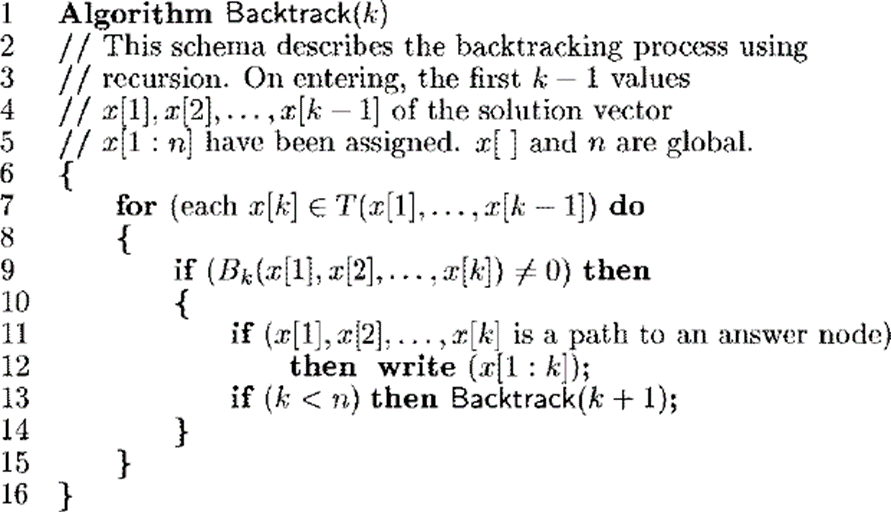 1 Algorithm Backtrack(k)
2 // This schema describes the backtracking process using
3 // recursion. On entering, the first k − 1 values
4 // x[1], x[2], . . . , x[k − 1] of the solution vector
5 // x[1 : n] have been assigned. x[ ] and n are global.
6 {
7 for (each x[k] ∈ T(x[1], . . . , x[k − 1]) do
8 {
9 if (Bₖ(x[1], x[2], . . . , x[k]) ≠ 0) then
10 {
11 if (x[1], x[2], . . . , x[k] is a path to an answer node)
12 then write (x[1 : k]);
13 if (k < n) then Backtrack(k + 1);
14 }
15 }
16 }